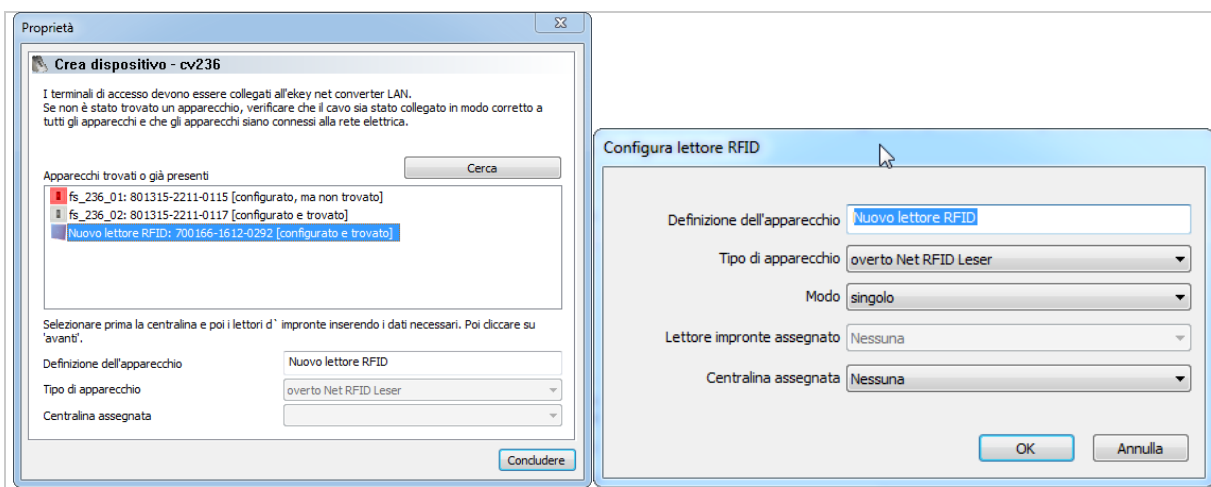 Proprietà
Crea dispositivo - cv236
I terminali di accesso devono essere collegati all'ekey net converter LAN.
Se non è stato trovato un apparecchio, verificare che il cavo sia stato collegato in modo corretto a
tutti gli apparecchi e che gli apparecchi siano connessi alla rete elettrica.
Cerca
Apparecchi trovati o già presenti
fs_236_01: 801315-2211-0115 [configurato, ma non trovato]
fs_236_02: 801315-2211-0117 [configurato e trovato]
Nuovo lettore RFID: 700166-1612-0292 [configurato e trovato]
Selezionare prima la centralina e poi i lettori d` impronte inserendo i dati necessari. Poi cliccare su
'avanti'.
Definizione dell'apparecchio Nuovo lettore RFID
Tipo di apparecchio overto Net RFID Leser
Centralina assegnata
Concludere
Configura lettore RFID
Definizione dell'apparecchio Nuovo lettore RFID
Tipo di apparecchio overto Net RFID Leser
Modo singolo
Lettore impronte assegnato Nessuna
Centralina assegnata Nessuna
OK Annulla